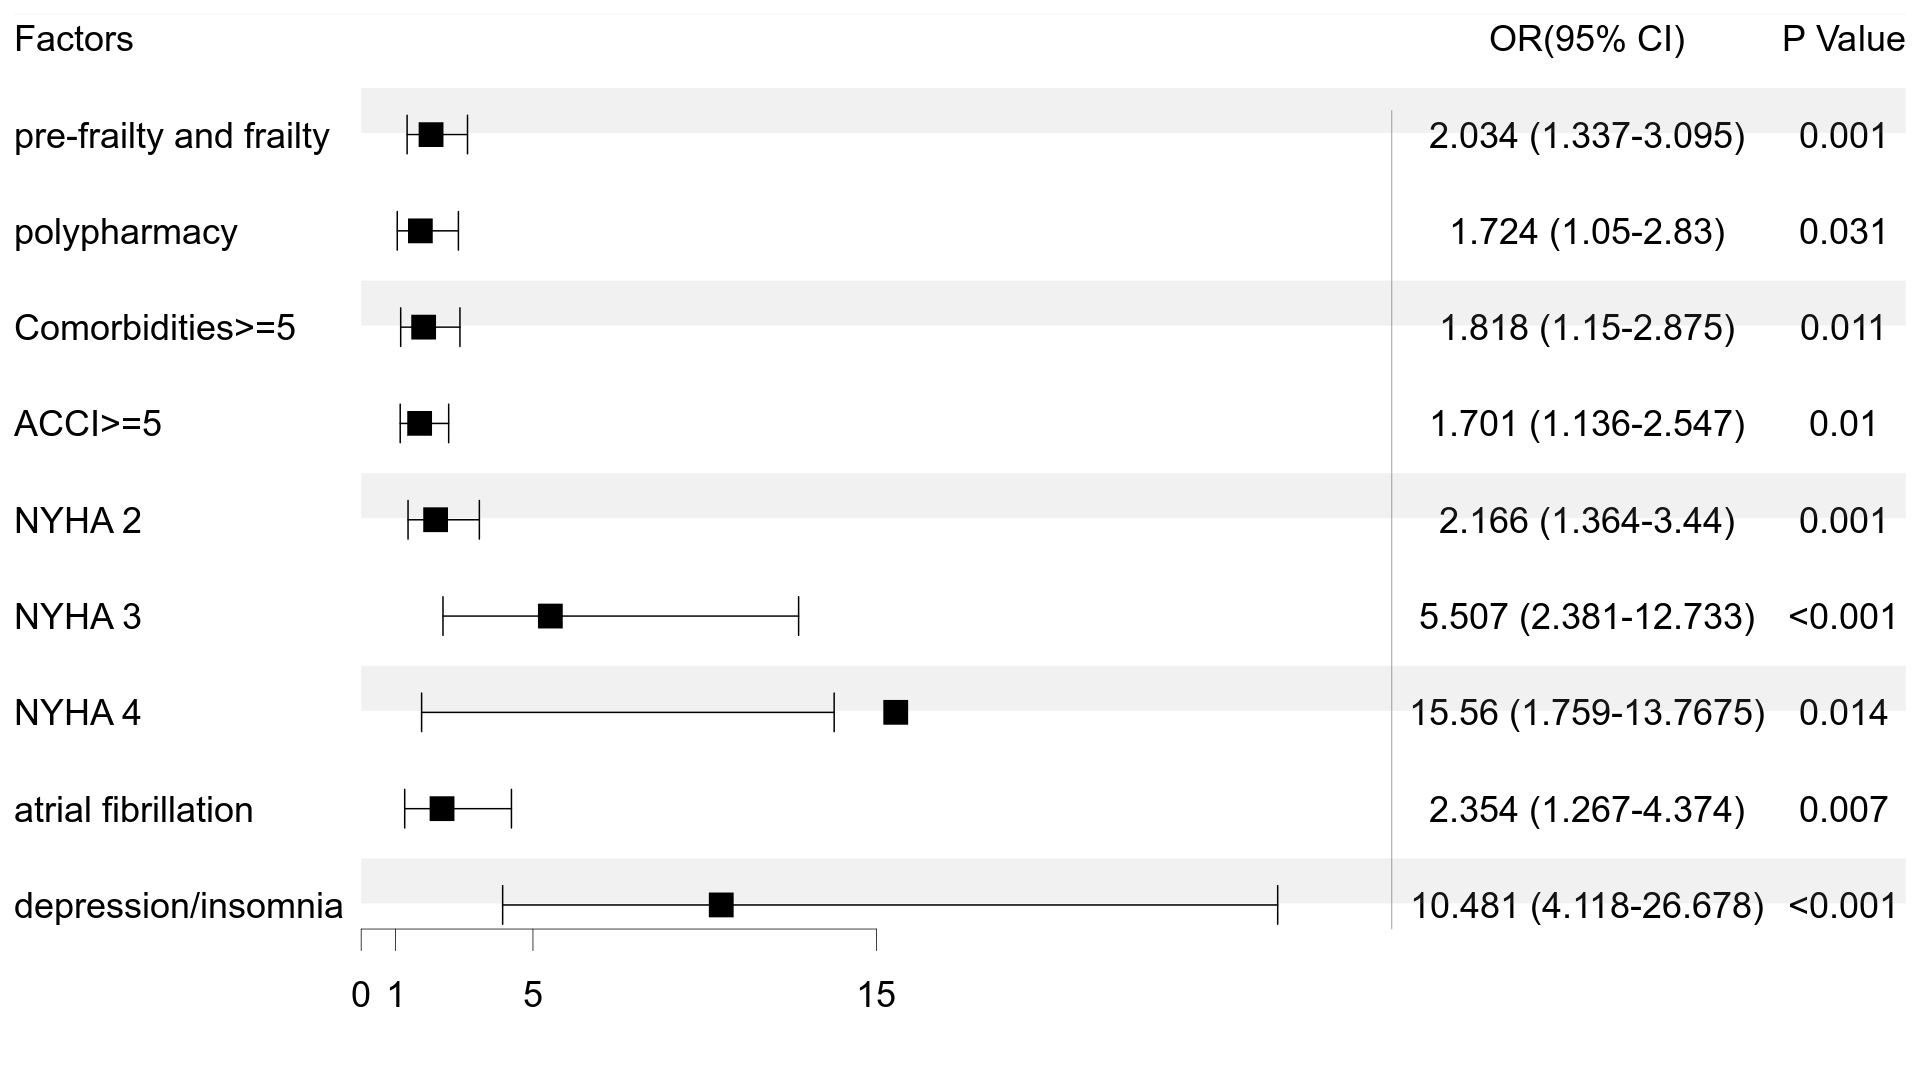 Factors OR(95% CI) P Value
pre-frailty and frailty 2.034 (1.337-3.095) 0.001
polypharmacy 1.724 (1.05-2.83) 0.031
Comorbidities>=5 1.818 (1.15-2.875) 0.011
ACCI>=5 1.701 (1.136-2.547) 0.01
NYHA 2 2.166 (1.364-3.44) 0.001
NYHA 3 5.507 (2.381-12.733) <0.001
NYHA 4 15.56 (1.759-13.7675) 0.014
atrial fibrillation 2.354 (1.267-4.374) 0.007
depression/insomnia 10.481 (4.118-26.678) <0.001
0 1 5 15